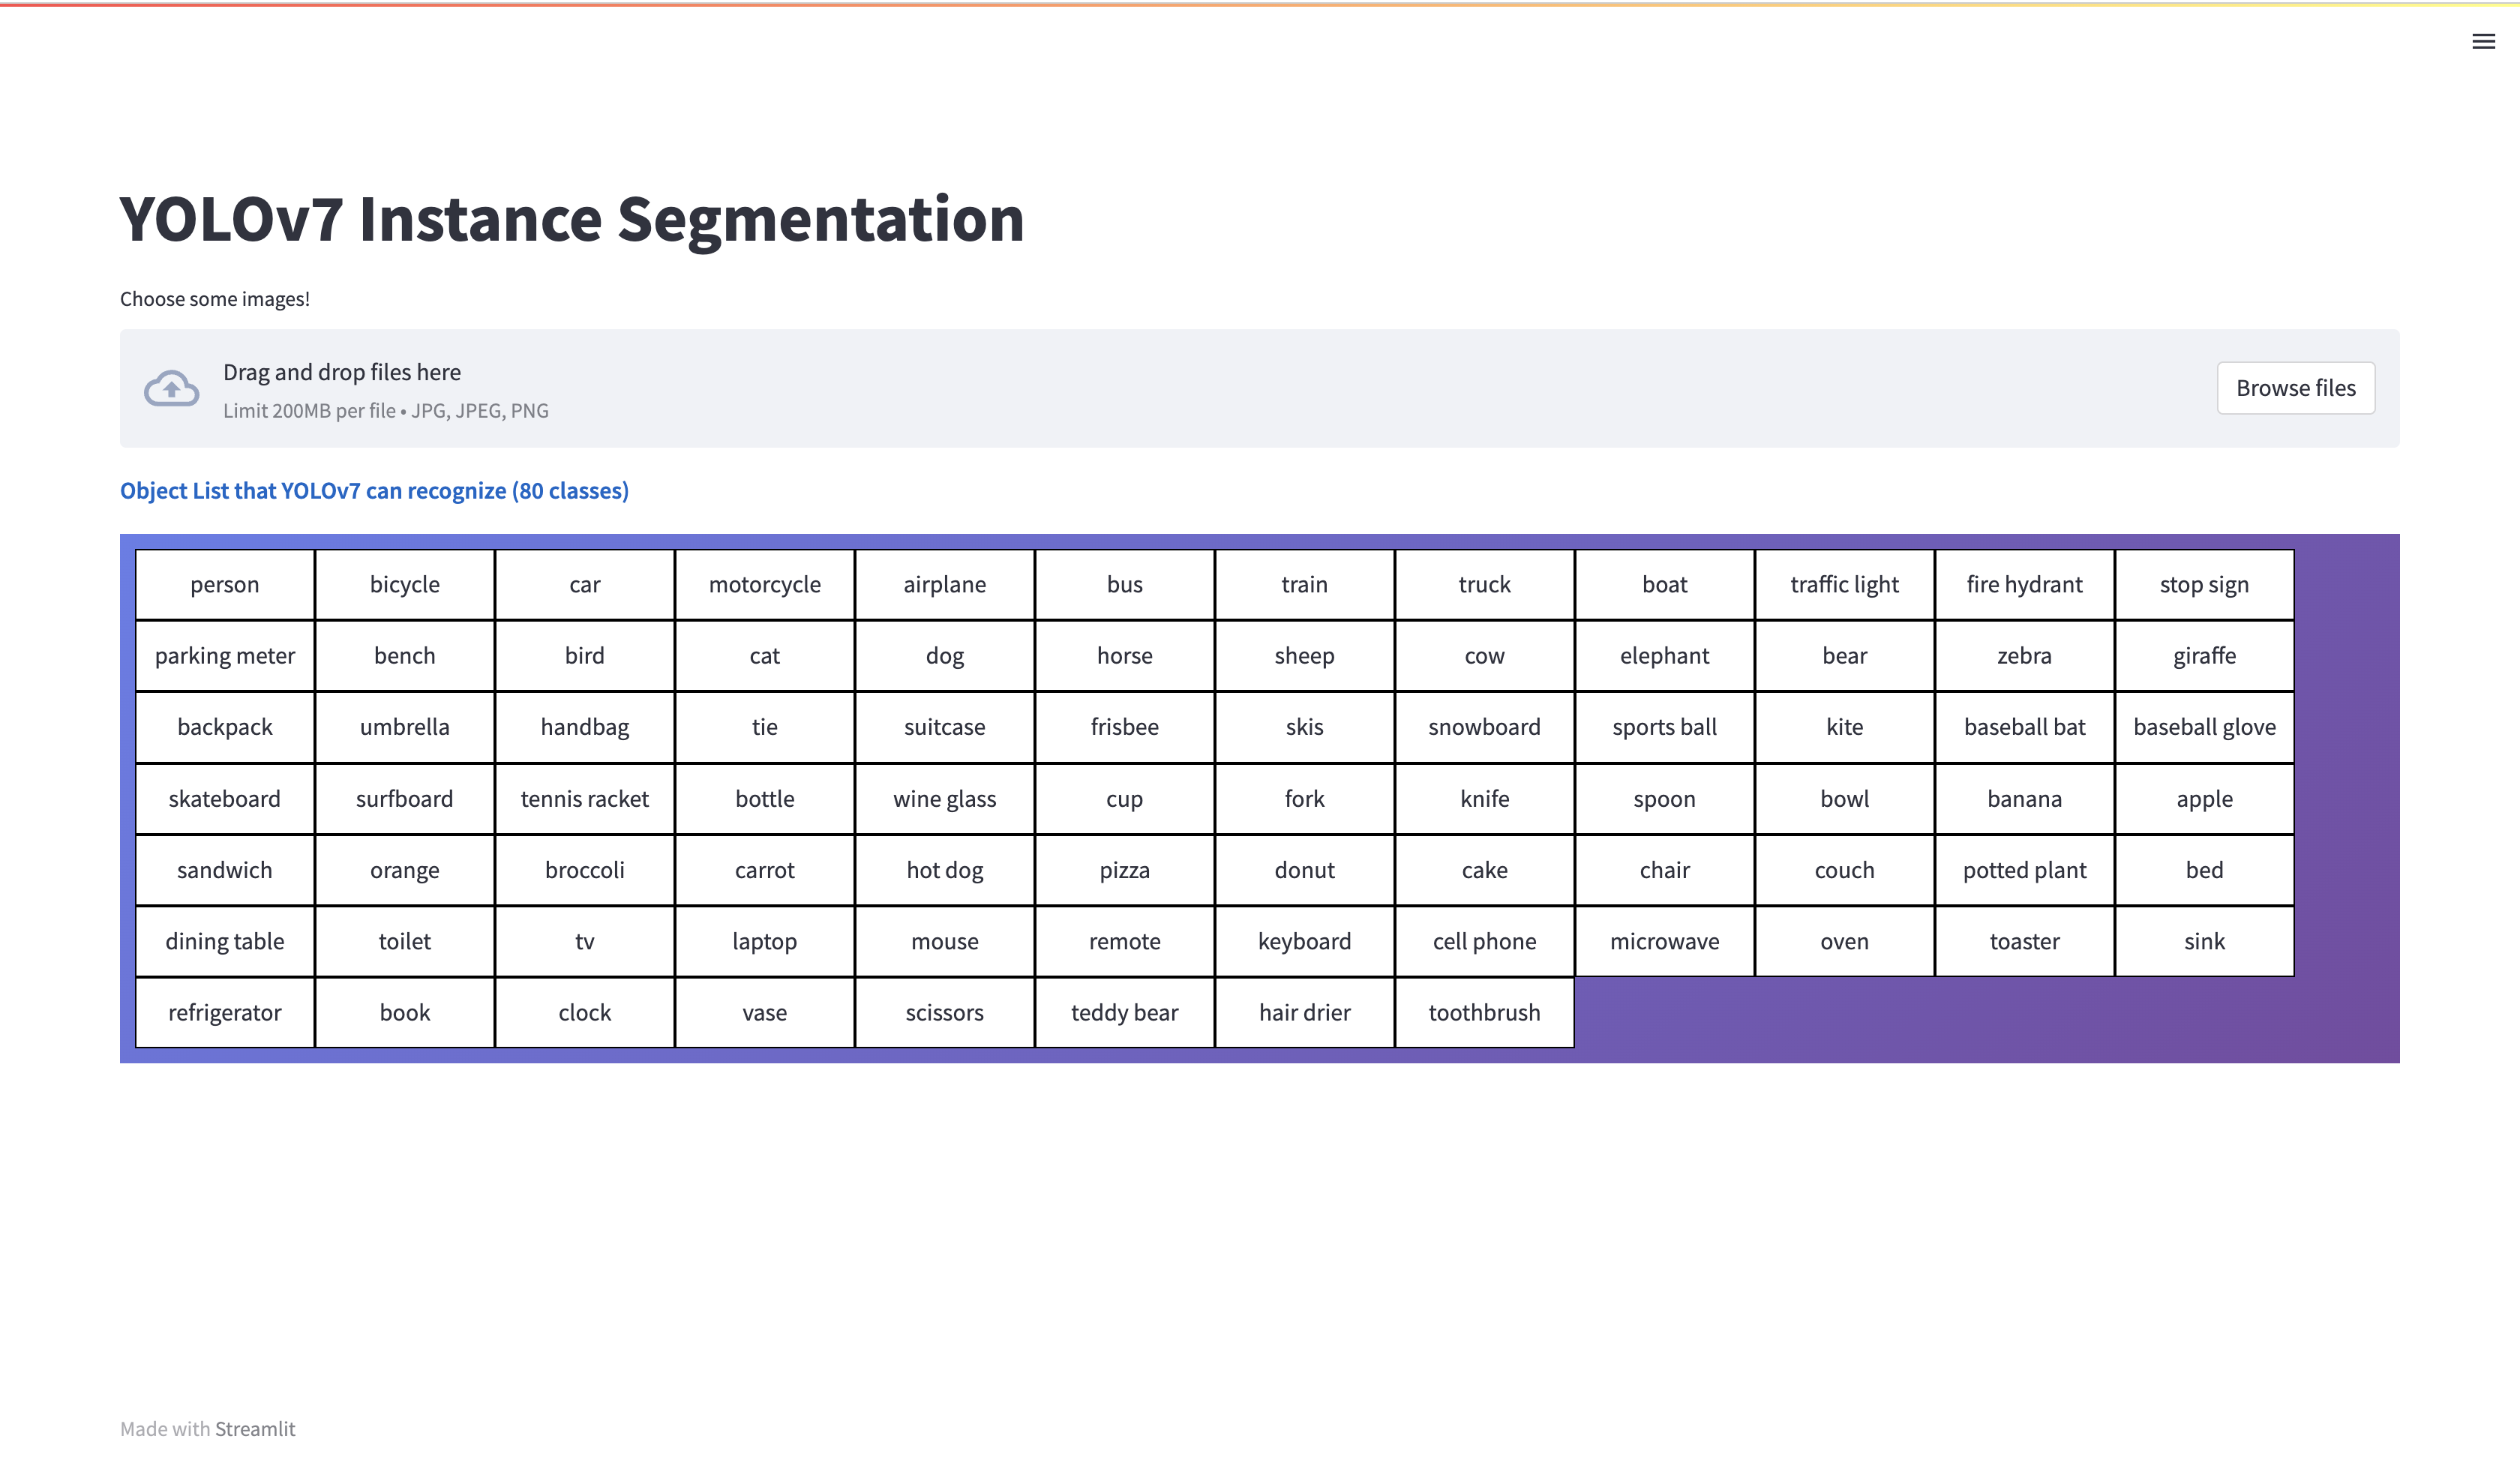 YOLOv7 Instance Segmentation
Choose some images!
Drag and drop files here
Limit 200MB per file • JPG, JPEG, PNG
Browse files
Object List that YOLOv7 can recognize (80 classes)
person bicycle car motorcycle airplane bus train truck boat traffic light fire hydrant stop sign
parking meter bench bird cat dog horse sheep cow elephant bear zebra giraffe
backpack umbrella handbag tie suitcase frisbee skis snowboard sports ball kite baseball bat baseball glove
skateboard surfboard tennis racket bottle wine glass cup fork knife spoon bowl banana apple
sandwich orange broccoli carrot hot dog pizza donut cake chair couch potted plant bed
dining table toilet tv laptop mouse remote keyboard cell phone microwave oven toaster sink
refrigerator book clock vase scissors teddy bear hair drier toothbrush
Made with Streamlit